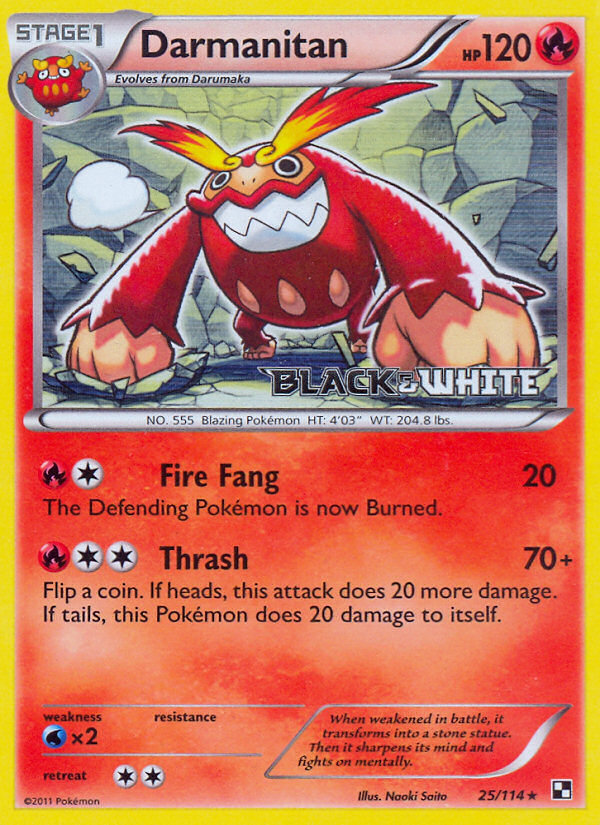 STAGE1
Darmanitan
HP120
Evolves from Darumaka
BLACK&WHITE
NO. 555 Blazing Pokémon HT: 4'03" WT: 204.8 lbs.
Fire Fang 20
The Defending Pokémon is now Burned.
Thrash 70+
Flip a coin. If heads, this attack does 20 more damage.
If tails, this Pokémon does 20 damage to itself.
weakness resistance
×2
When weakened in battle, it
transforms into a stone statue.
Then it sharpens its mind and
fights on mentally.
retreat
©2011 Pokémon
Illus. Naoki Saito 25/114★